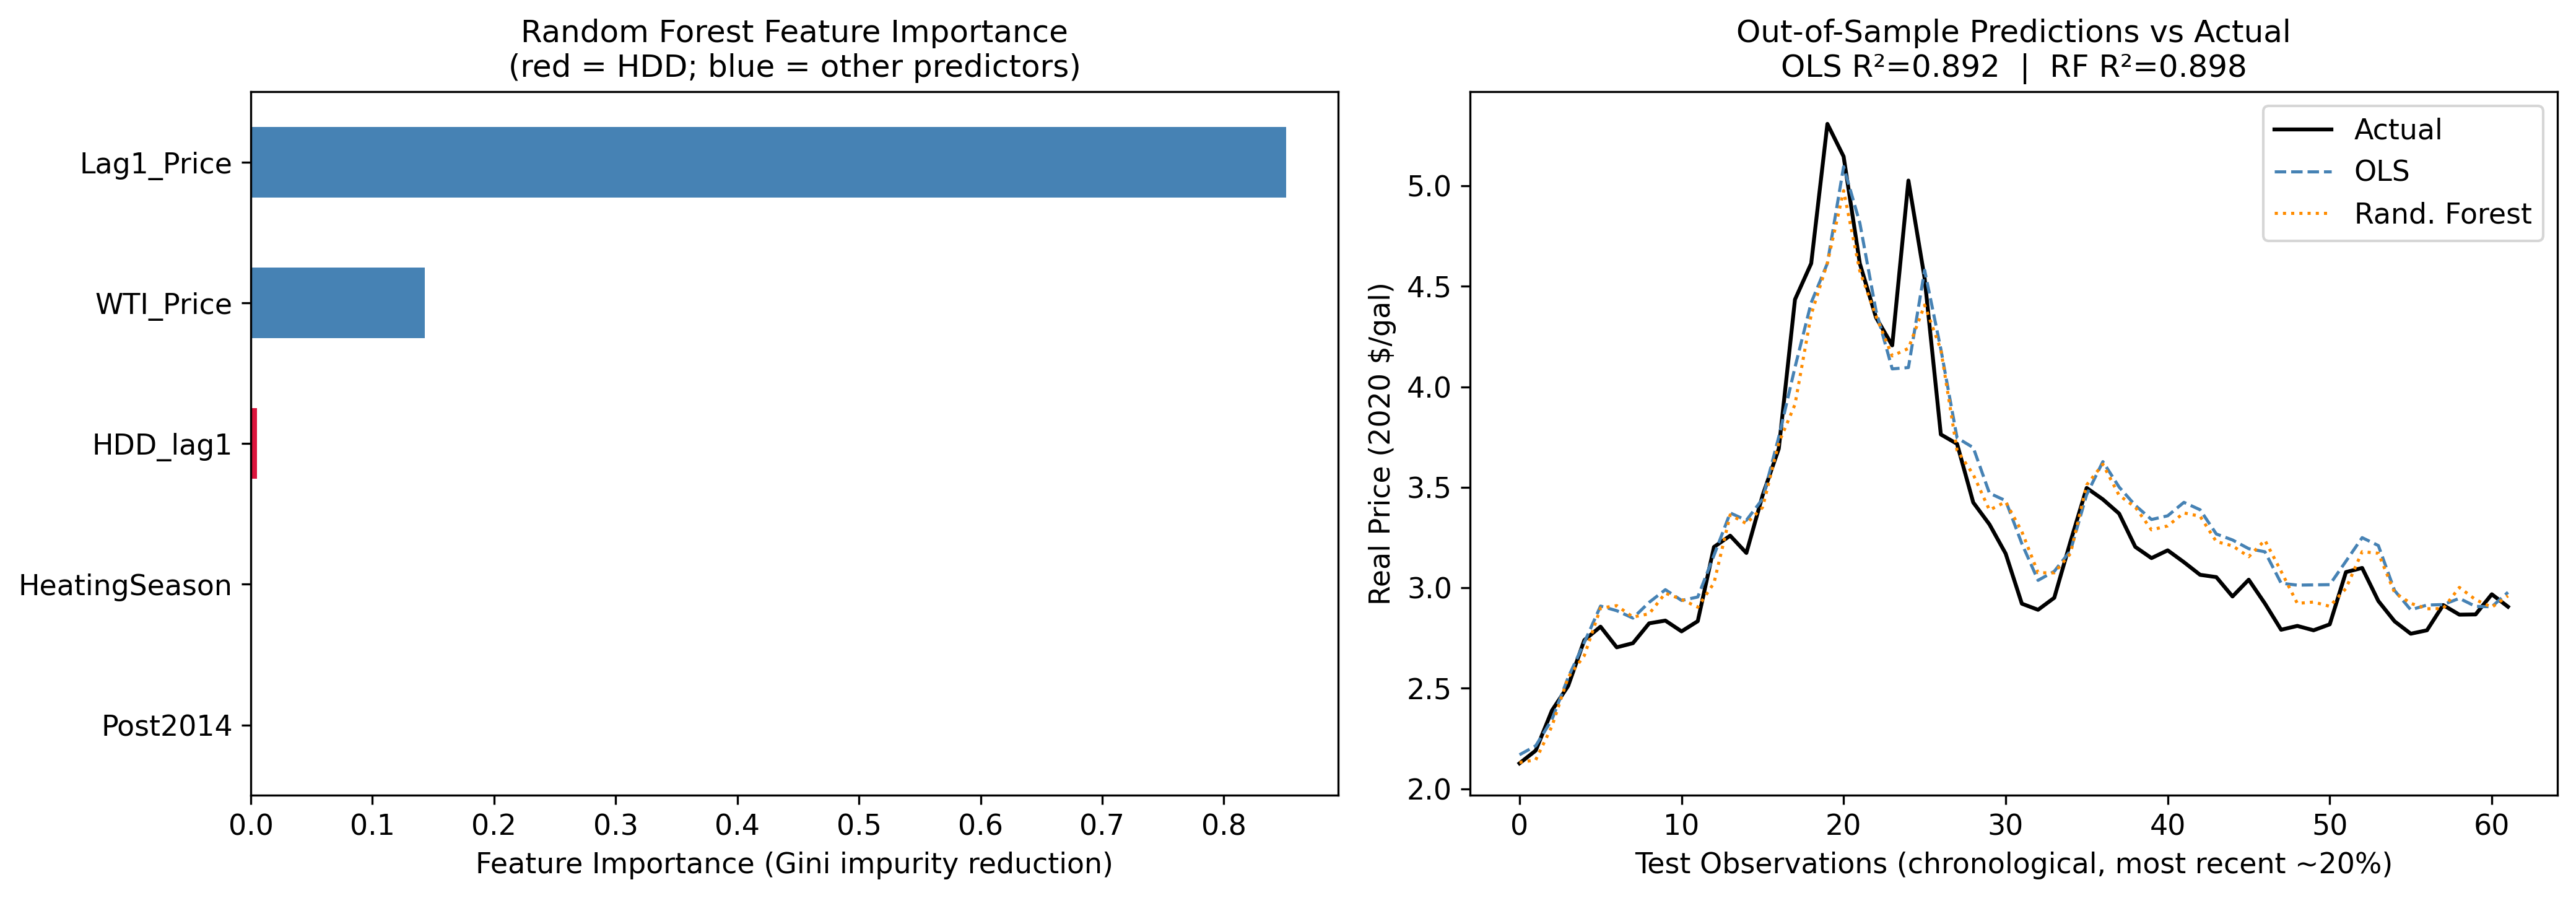 Random Forest Feature Importance
(red = HDD; blue = other predictors)
Lag1_Price
WTI_Price
HDD_lag1
HeatingSeason
Post2014
0.0 0.1 0.2 0.3 0.4 0.5 0.6 0.7 0.8
Feature Importance (Gini impurity reduction)
Out-of-Sample Predictions vs Actual
OLS R²=0.892 | RF R²=0.898
Actual
OLS
Rand. Forest
Real Price (2020 $/gal)
5.0
4.5
4.0
3.5
3.0
2.5
2.0
0 10 20 30 40 50 60
Test Observations (chronological, most recent ~20%)